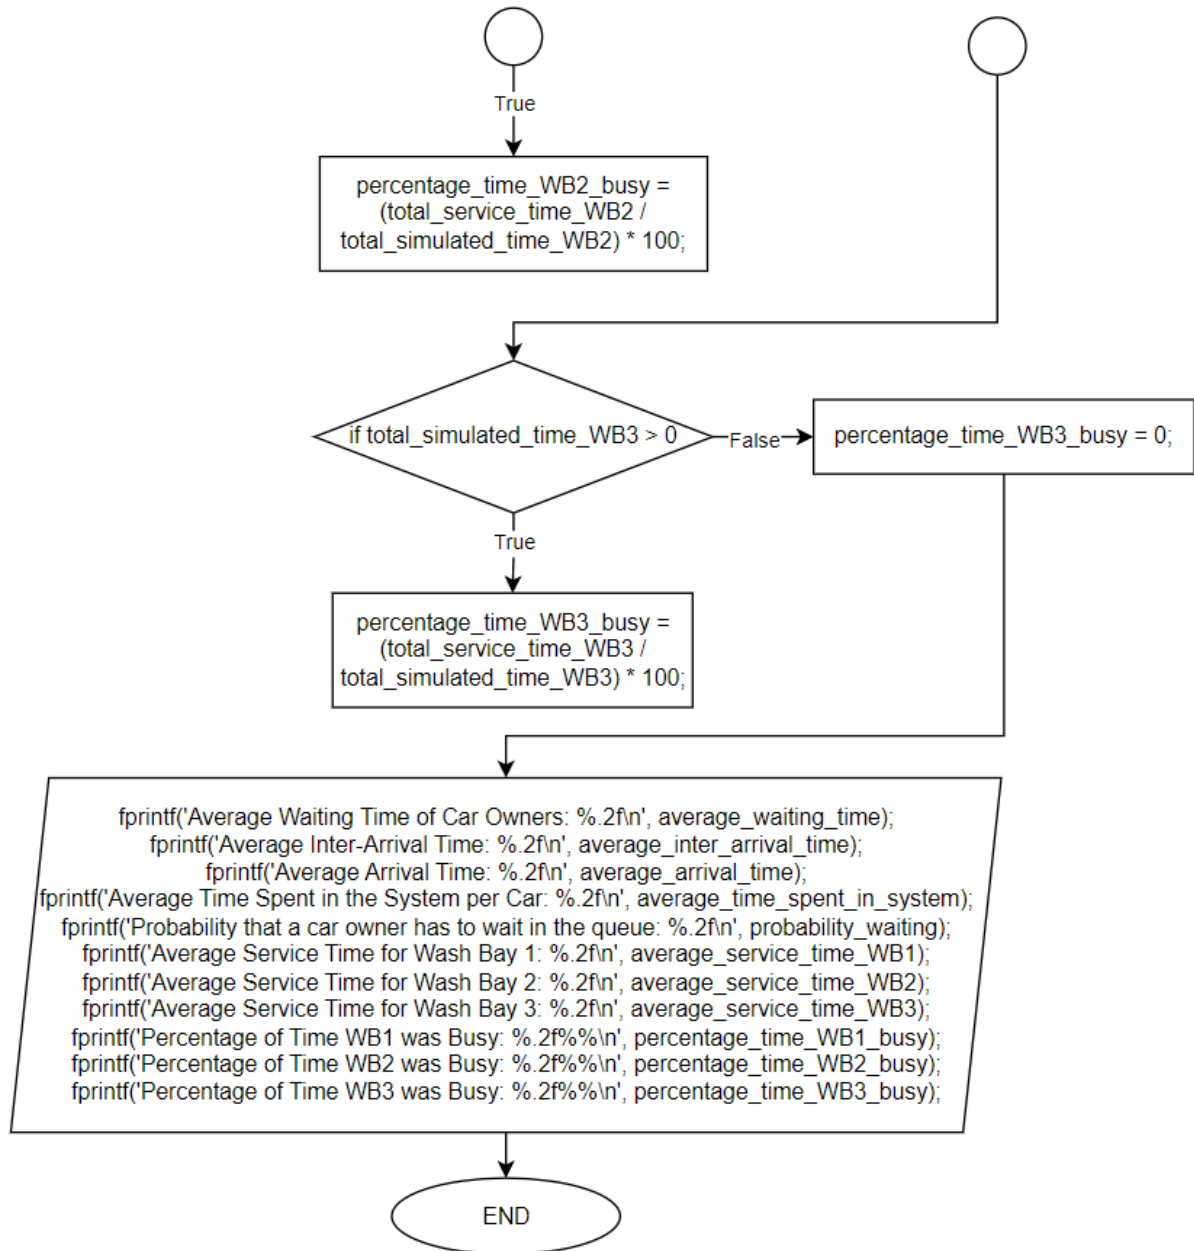 True
percentage_time_WB2_busy =
(total_service_time_WB2 /
total_simulated_time_WB2) * 100;
if total_simulated_time_WB3 > 0
False
percentage_time_WB3_busy = 0;
True
percentage_time_WB3_busy =
(total_service_time_WB3 /
total_simulated_time_WB3) * 100;
fprintf('Average Waiting Time of Car Owners: %.2f\n', average_waiting_time);
fprintf('Average Inter-Arrival Time: %.2f\n', average_inter_arrival_time);
fprintf('Average Arrival Time: %.2f\n', average_arrival_time);
fprintf('Average Time Spent in the System per Car: %.2f\n', average_time_spent_in_system);
fprintf('Probability that a car owner has to wait in the queue: %.2f\n', probability_waiting);
fprintf('Average Service Time for Wash Bay 1: %.2f\n', average_service_time_WB1);
fprintf('Average Service Time for Wash Bay 2: %.2f\n', average_service_time_WB2);
fprintf('Average Service Time for Wash Bay 3: %.2f\n', average_service_time_WB3);
fprintf('Percentage of Time WB1 was Busy: %.2f%%\n', percentage_time_WB1_busy);
fprintf('Percentage of Time WB2 was Busy: %.2f%%\n', percentage_time_WB2_busy);
fprintf('Percentage of Time WB3 was Busy: %.2f%%\n', percentage_time_WB3_busy);
END